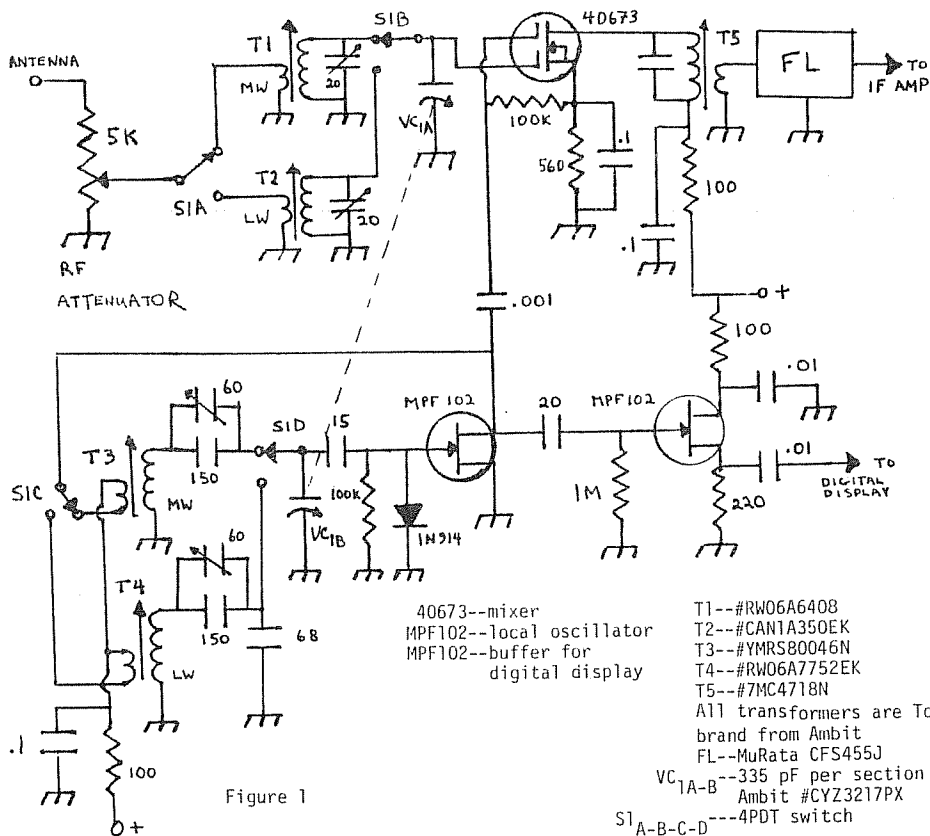 40673
S1B
T1
T5
ANTENNA
20
MW
FL
TO
IF AMP
VC1A
100K
5K
.1
560
100
T2
S1A
LW
20
.1
RF
ATTENUATOR
+
.001
100
60
.01
MPF102
20
MPF102
S1D
15
.01
T3
150
TO
DIGITAL
DISPLAY
S1C
MW
100K
1M
VC1B
1N914
220
60
T4
150
68
LW
.1
100
+
Figure 1
40673--mixer
MPF102--local oscillator
MPF102--buffer for
digital display
T1--#RWO6A6408
T2--#CAN1A350EK
T3--#YMRS80046N
T4--#RWO6A7752EK
T5--#7MC4718N
All transformers are To
brand from Ambit
FL--MuRata CFS455J
VC1A-B--335 pF per section
Ambit #CYZ3217PX
S1A-B-C-D---4PDT switch